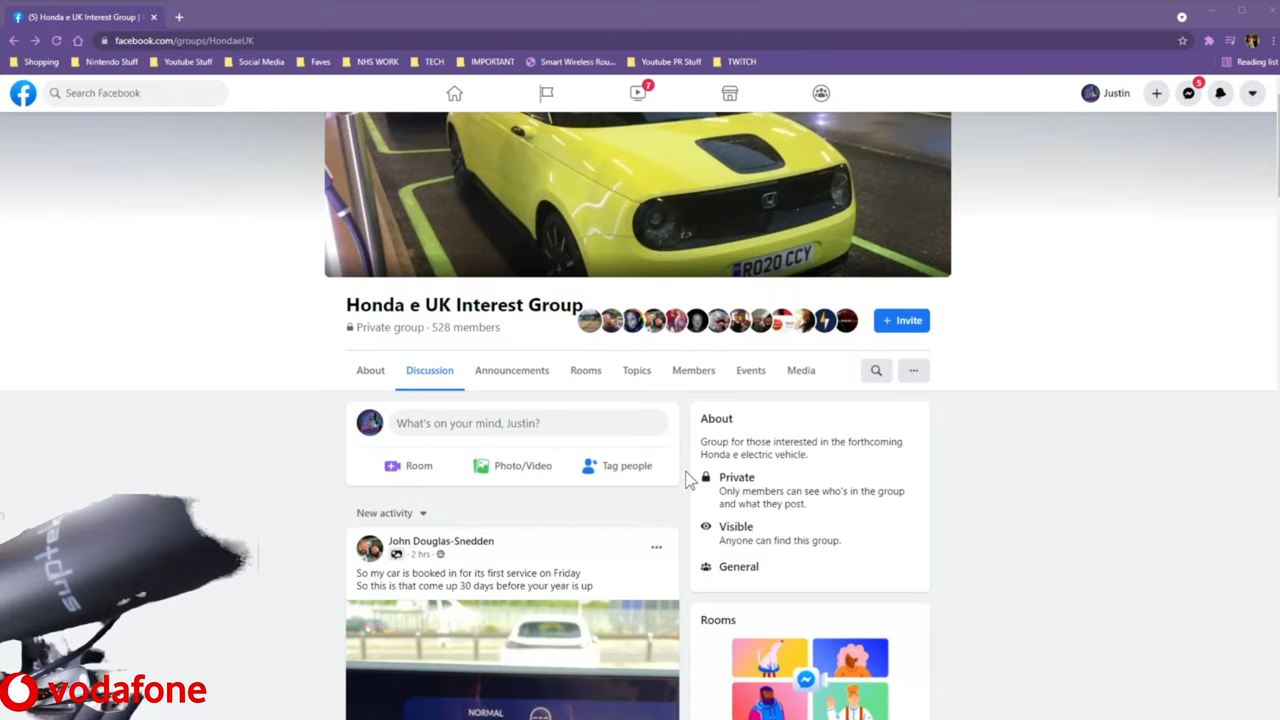 (5) Honda e UK Interest Group |
facebook.com/groups/HondaeUK
Shopping
Nintendo Stuff
Youtube Stuff
Social Media
Faves
NHS WORK
TECH
IMPORTANT
Smart Wireless Rou...
Youtube PR Stuff
TWITCH
Reading list
Search Facebook
7
Justin
5
RO20 CCY
Honda e UK Interest Group
Private group · 528 members
+ Invite
About
Discussion
Announcements
Rooms
Topics
Members
Events
Media
What's on your mind, Justin?
Room
Photo/Video
Tag people
New activity
John Douglas-Snedden
· 2 hrs ·
So my car is booked in for its first service on Friday
So this is that come up 30 days before your year is up
NORMAL
About
Group for those interested in the forthcoming
Honda e electric vehicle.
Private
Only members can see who's in the group
and what they post.
Visible
Anyone can find this group.
General
Rooms
vodafone